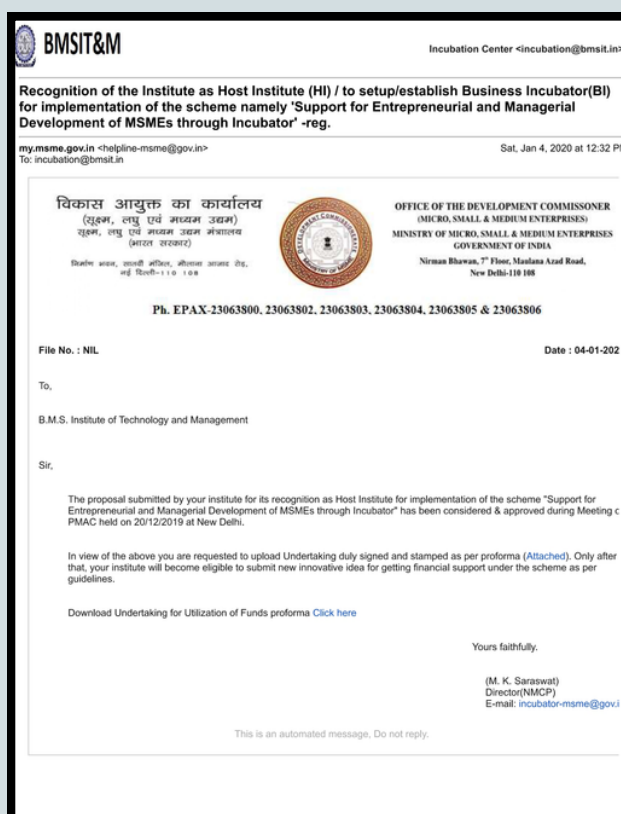 BMSIT&M
Incubation Center <incubation@bmsit.in>
Recognition of the Institute as Host Institute (HI) / to setup/establish Business Incubator(BI)
for implementation of the scheme namely 'Support for Entrepreneurial and Managerial
Development of MSMEs through Incubator' -reg.
my.msme.gov.in <helpline-msme@gov.in>
Sat, Jan 4, 2020 at 12:32 PM
To: incubation@bmsit.in
विकास आयुक्त का कार्यालय
(सूक्ष्म, लघु एवं मध्यम उद्यम)
सूक्ष्म, लघु एवं मध्यम उद्यम मंत्रालय
(भारत सरकार)
निर्माण भवन, सातवीं मंजिल, मौलाना आजाद रोड,
नई दिल्ली-110 108
OFFICE OF THE DEVELOPMENT COMMISSONER
(MICRO, SMALL & MEDIUM ENTERPRISES)
MINISTRY OF MICRO, SMALL & MEDIUM ENTERPRISES
GOVERNMENT OF INDIA
Nirman Bhawan, 7th Floor, Maulana Azad Road,
New Delhi-110 108
Ph. EPAX-23063800, 23063802, 23063803, 23063804, 23063805 & 23063806
File No. : NIL
Date : 04-01-202
To,
B.M.S. Institute of Technology and Management
Sir,
The proposal submitted by your institute for its recognition as Host Institute for implementation of the scheme "Support for
Entrepreneurial and Managerial Development of MSMEs through Incubator" has been considered & approved during Meeting
PMAC held on 20/12/2019 at New Delhi.
In view of the above you are requested to upload Undertaking duly signed and stamped as per proforma (Attached). Only after
that, your institute will become eligible to submit new innovative idea for getting financial support under the scheme as per
guidelines.
Download Undertaking for Utilization of Funds proforma Click here
Yours faithfully.
(M. K. Saraswat)
Director(NMCP)
E-mail: incubator-msme@gov.i
This is an automated message, Do not reply.